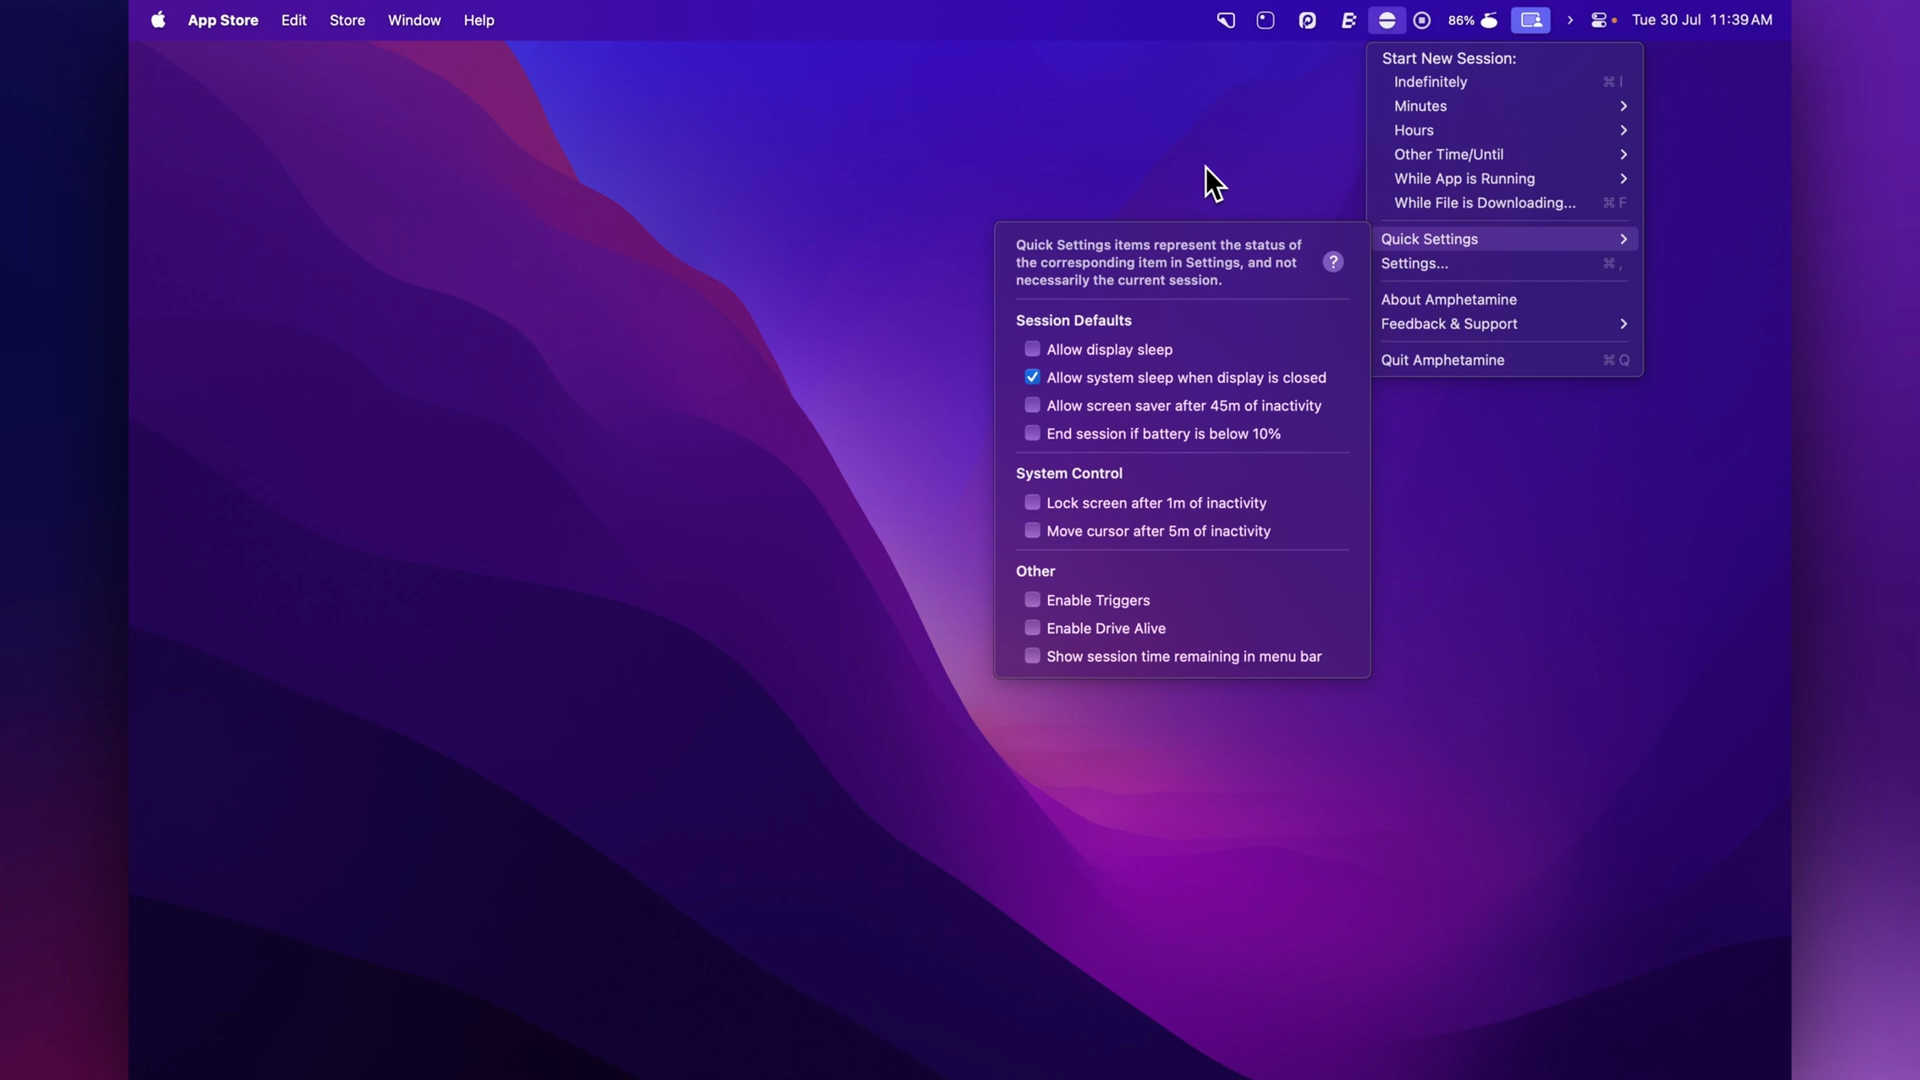 App Store Edit Store Window Help 86% Tue 30 Jul 11:39 AM
Start New Session:
Indefinitely ⌘ I
Minutes
Hours
Other Time/Until
While App is Running
While File is Downloading... ⌘ F
Quick Settings
Settings... ⌘ ,
About Amphetamine
Feedback & Support
Quit Amphetamine ⌘ Q
Quick Settings items represent the status of
the corresponding item in Settings, and not
necessarily the current session.
?
Session Defaults
Allow display sleep
Allow system sleep when display is closed
Allow screen saver after 45m of inactivity
End session if battery is below 10%
System Control
Lock screen after 1m of inactivity
Move cursor after 5m of inactivity
Other
Enable Triggers
Enable Drive Alive
Show session time remaining in menu bar